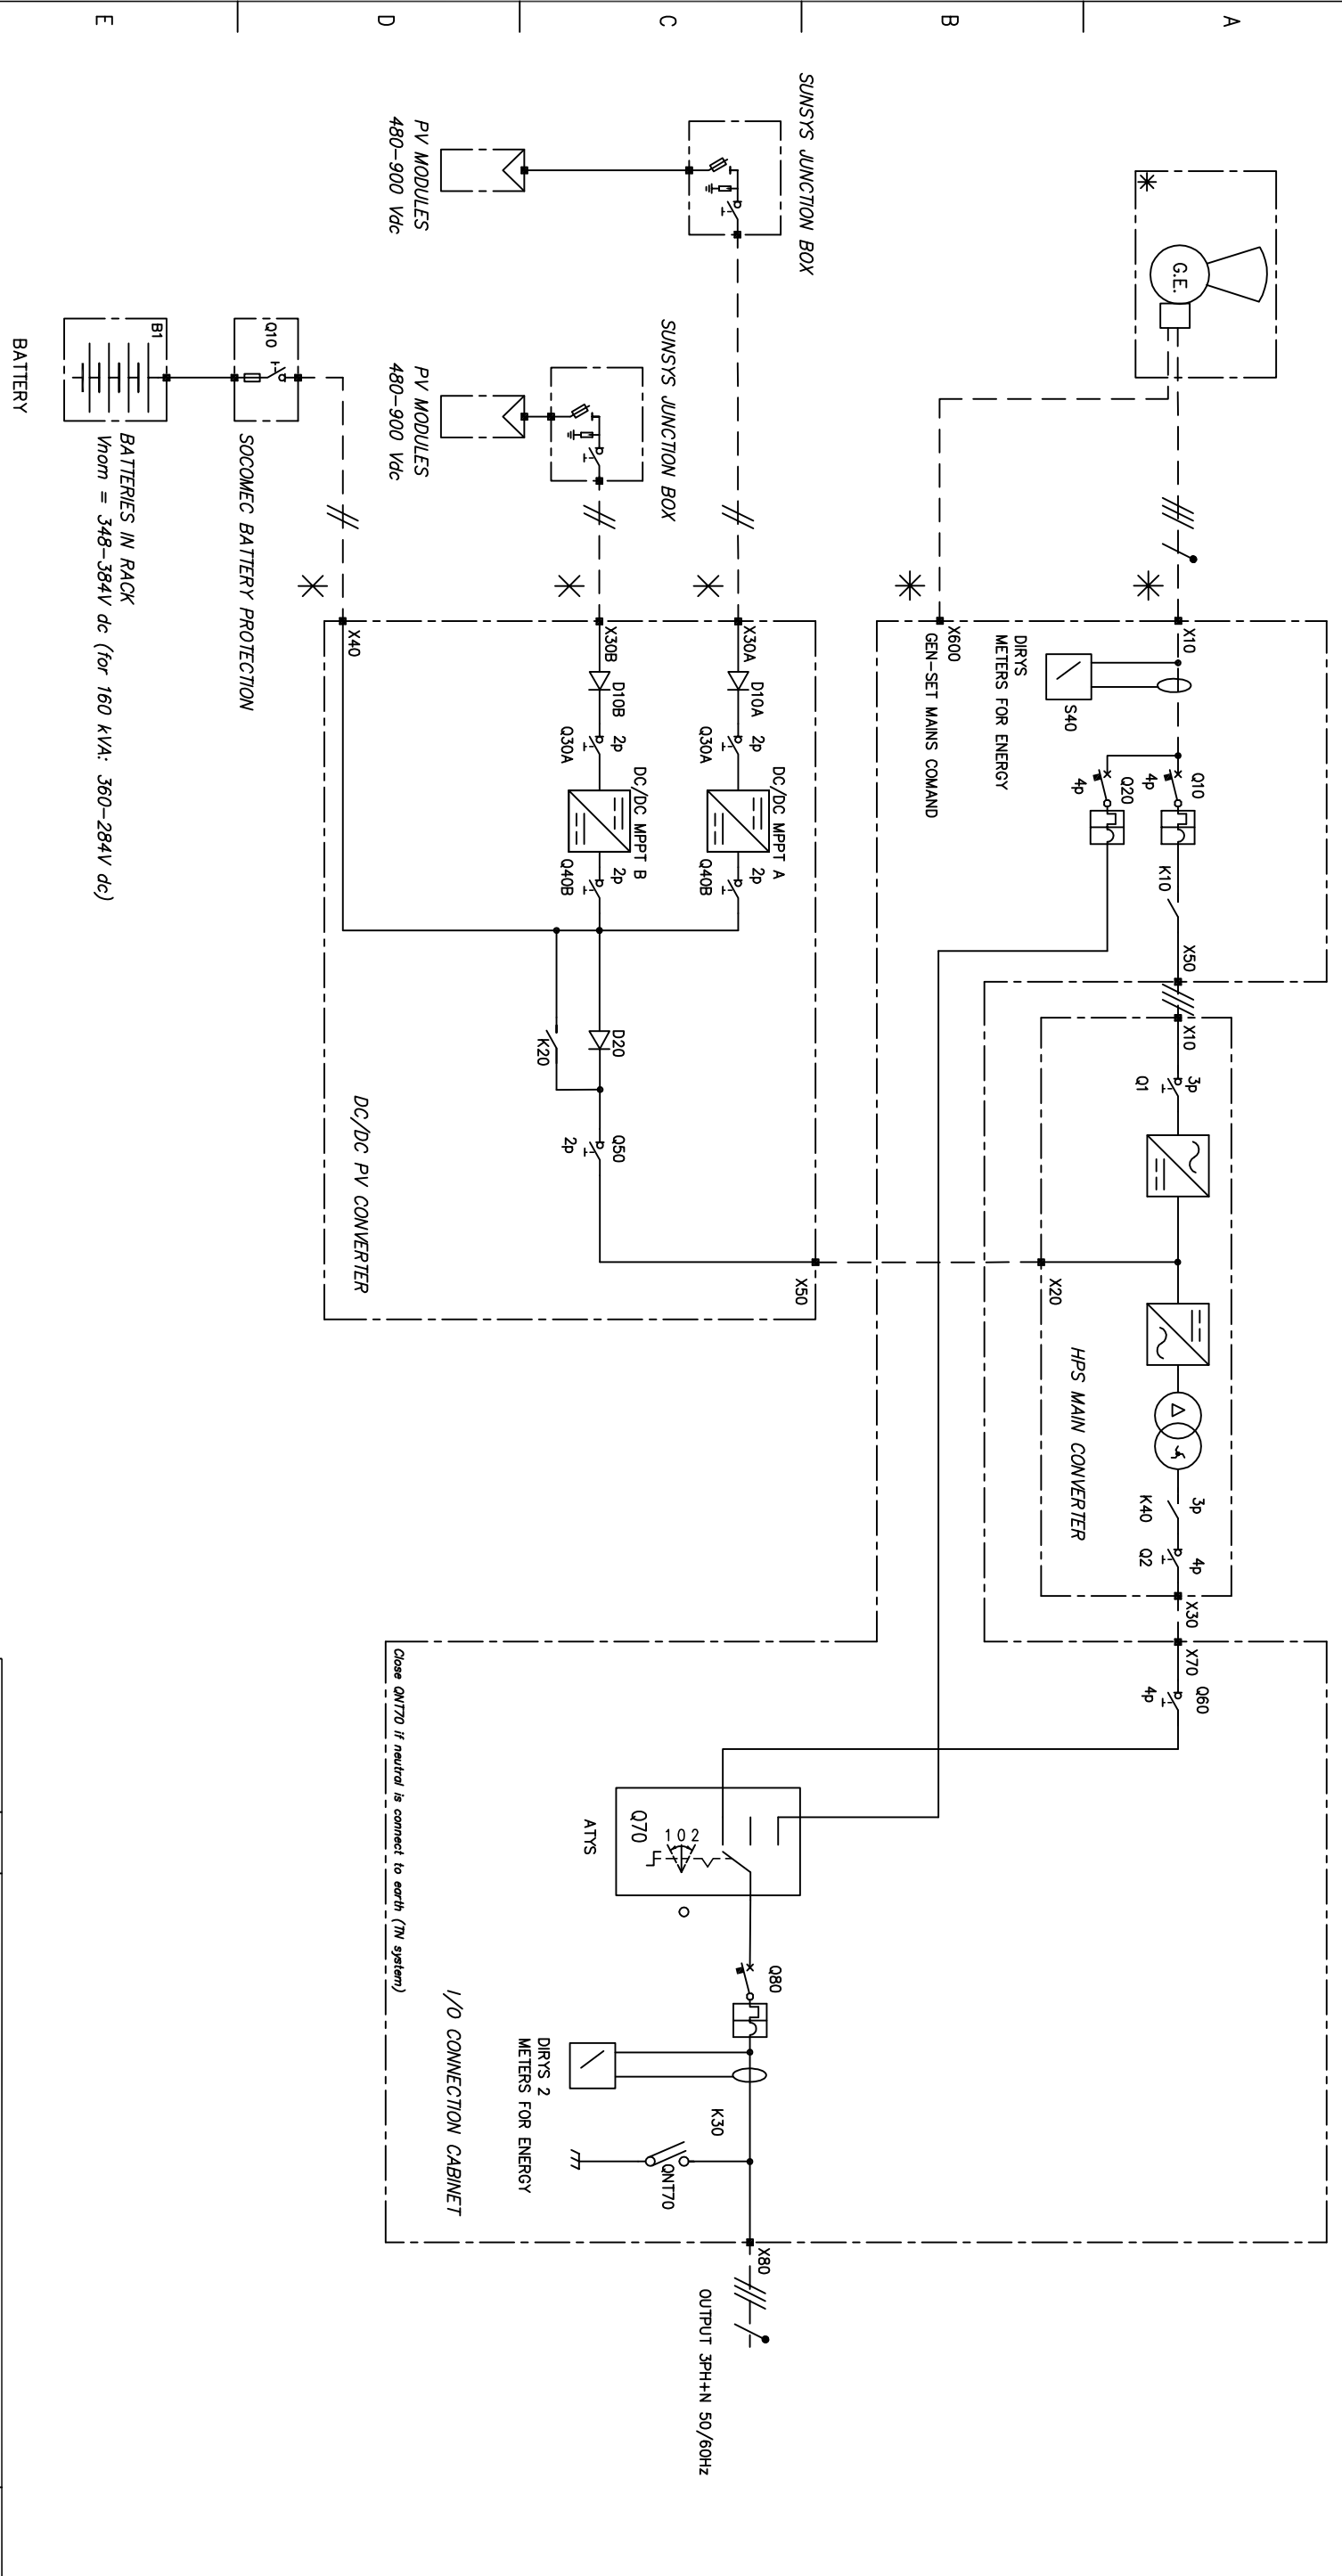 A
B
C
D
E
G.E.
SUNSYS JUNCTION BOX
PV MODULES
480-900 Vdc
SUNSYS JUNCTION BOX
PV MODULES
480-900 Vdc
Q10
SOCOMEC BATTERY PROTECTION
B1
BATTERIES IN RACK
Vnom = 348-384V dc (for 160 kVA: 360-284V dc)
BATTERY
X10
S40
DIRYS
METERS FOR ENERGY
X600
GEN-SET MAINS COMAND
Q10
4p
Q20
4p
K10
X50
X10
3p
Q1
X20
HPS MAIN CONVERTER
3p
K40
4p
Q2
X30
X70
Q60
4p
X30A
D10A
2p
Q30A
DC/DC MPPT A
2p
Q40B
X30B
D10B
2p
Q30A
DC/DC MPPT B
2p
Q40B
X40
D20
K20
Q50
2p
X50
DC/DC PV CONVERTER
1 0 2
Q70
ATYS
Q80
DIRYS 2
METERS FOR ENERGY
K30
QNT70
X80
OUTPUT 3PH+N 50/60Hz
I/O CONNECTION CABINET
Close QNT70 if neutral is connect to earth (TN system)